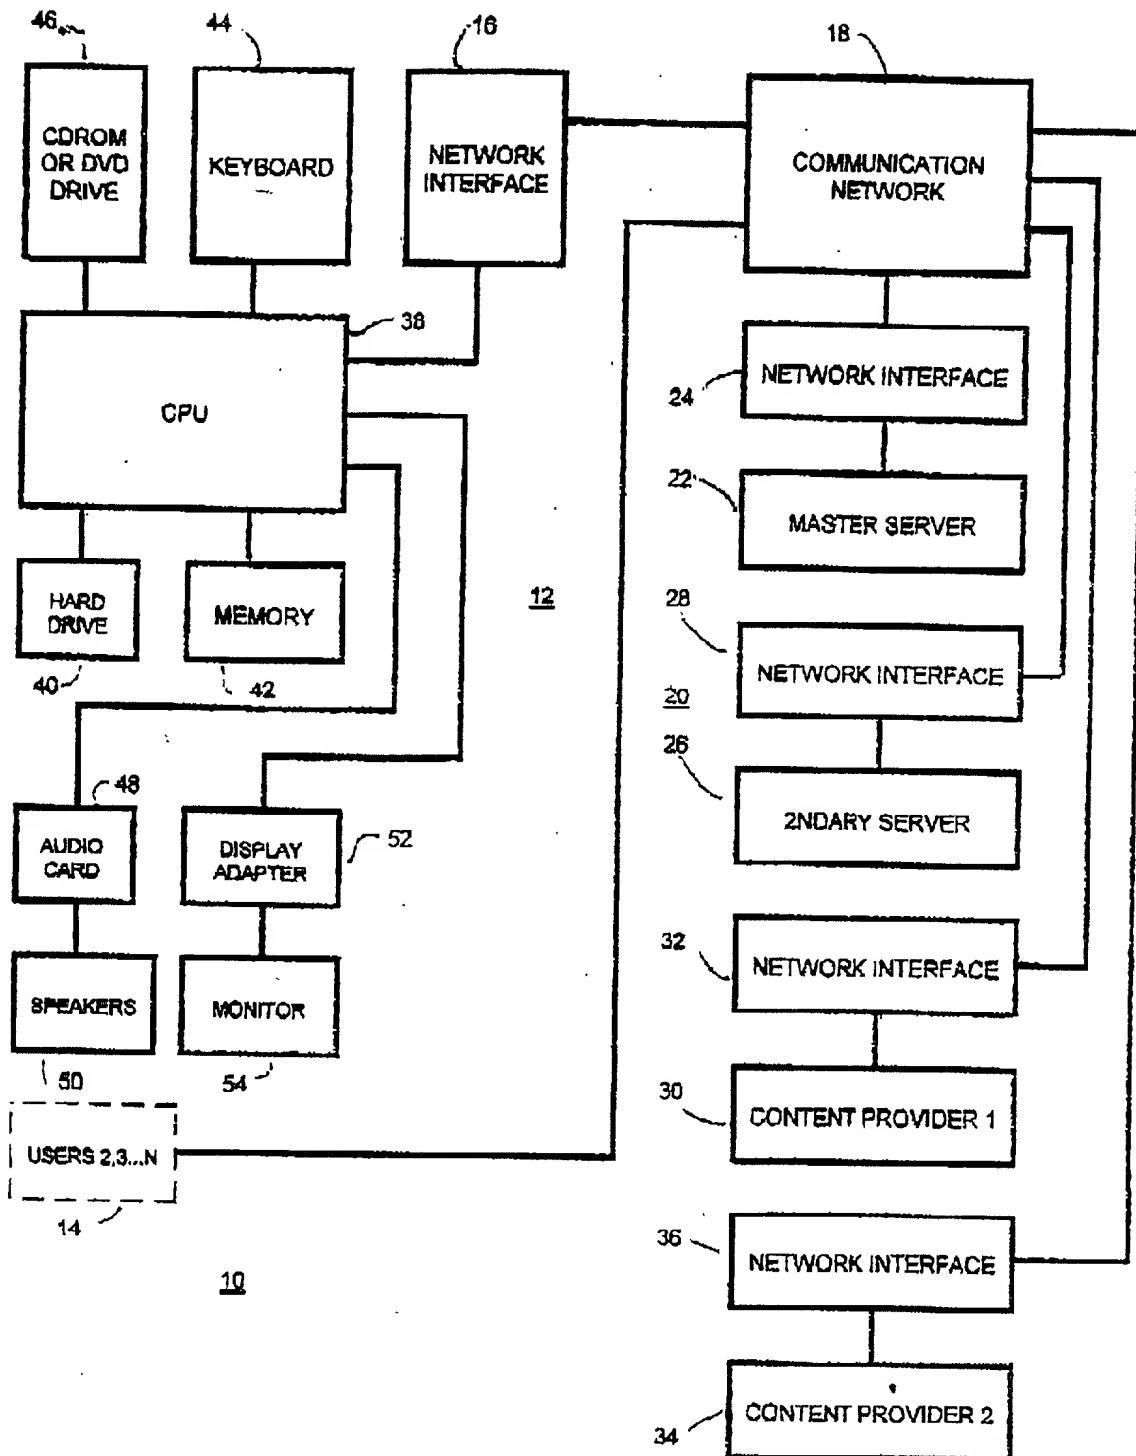 46
44
16
18
CDROM
OR DVD
DRIVE
KEYBOARD
NETWORK
INTERFACE
COMMUNICATION
NETWORK
38
CPU
24
NETWORK INTERFACE
22
MASTER SERVER
HARD
DRIVE
MEMORY
12
40
42
28
NETWORK INTERFACE
20
26
2NDARY SERVER
48
AUDIO
CARD
DISPLAY
ADAPTER
52
SPEAKERS
MONITOR
50
54
32
NETWORK INTERFACE
30
CONTENT PROVIDER 1
USERS 2,3...N
14
10
36
NETWORK INTERFACE
34
CONTENT PROVIDER 2